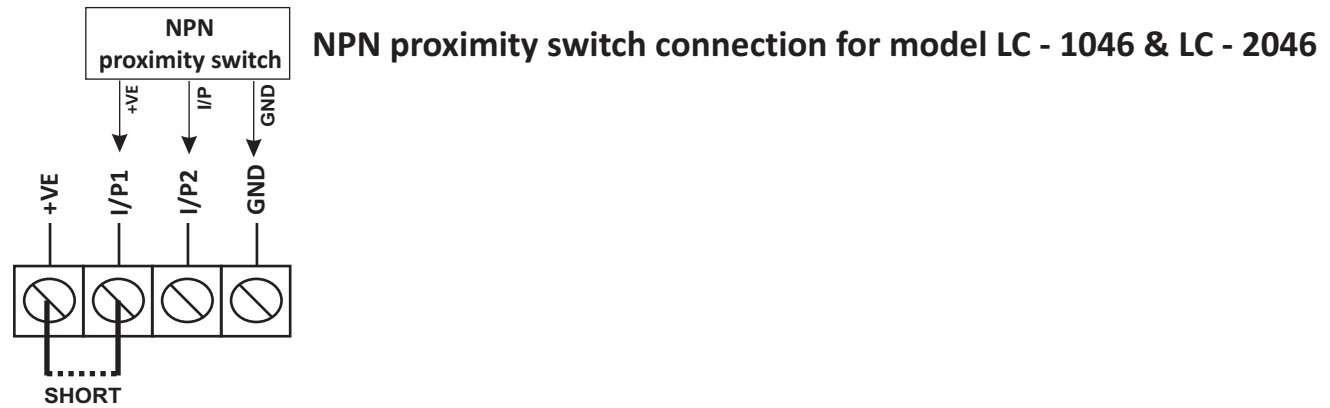 NPN
proximity switch
NPN proximity switch connection for model LC - 1046 & LC - 2046
+VE
I/P
GND
+VE
I/P1
I/P2
GND
SHORT